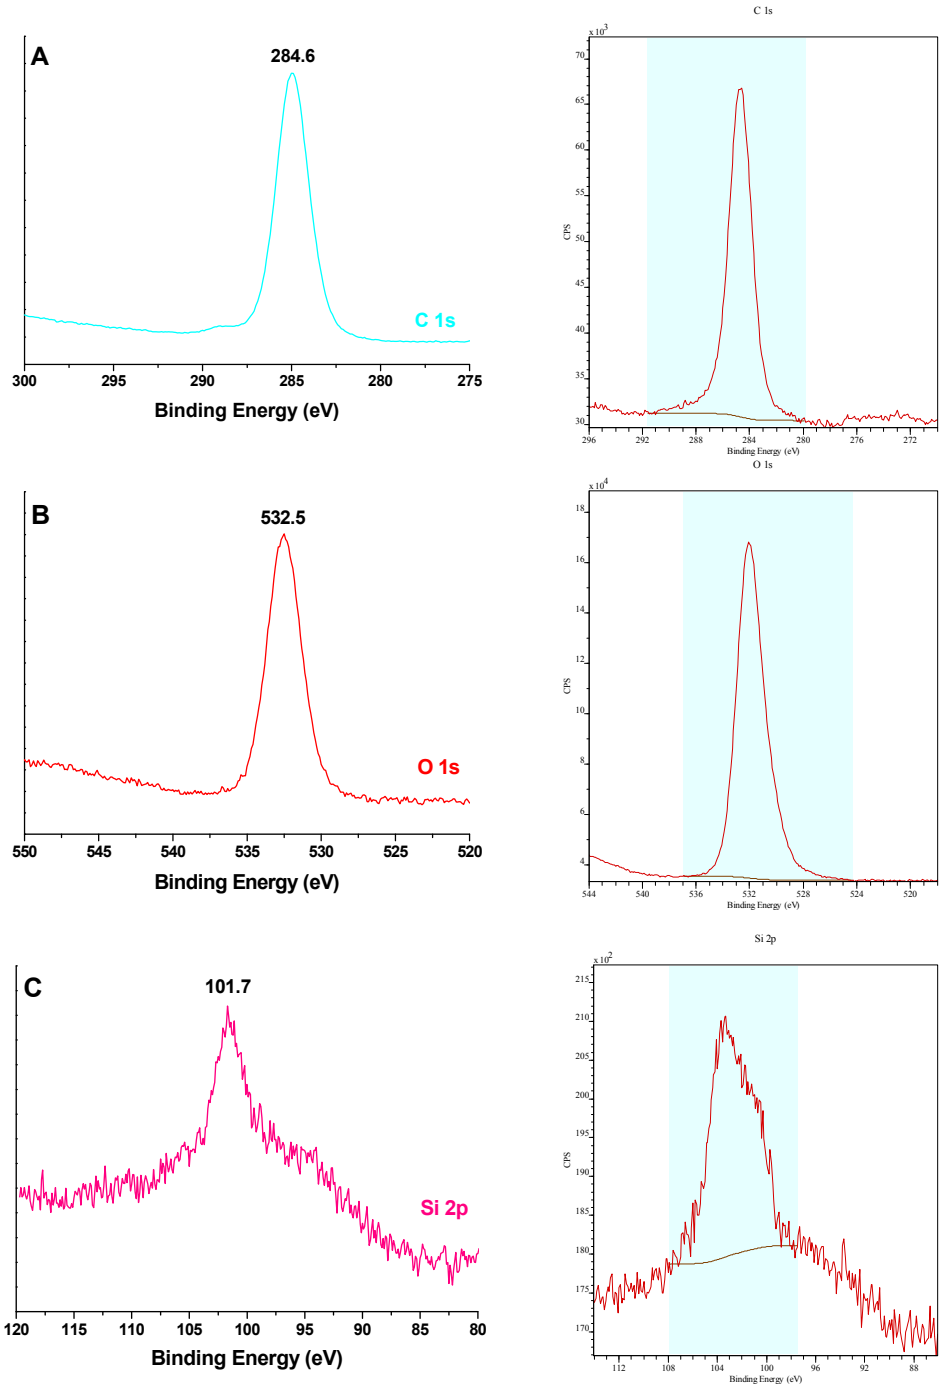 A
284.6
C 1s
300 295 290 285 280 275
Binding Energy (eV)
C 1s
x 10³
70
65
60
55
50
45
40
35
30
CPS
296 292 288 284 280 276 272
Binding Energy (eV)
B
532.5
O 1s
550 545 540 535 530 525 520
Binding Energy (eV)
O 1s
x 10⁴
18
16
14
12
10
8
6
4
CPS
544 540 536 532 528 524 520
Binding Energy (eV)
C
101.7
Si 2p
120 115 110 105 100 95 90 85 80
Binding Energy (eV)
Si 2p
x 10²
215
210
205
200
195
190
185
180
175
170
CPS
112 108 104 100 96 92 88
Binding Energy (eV)